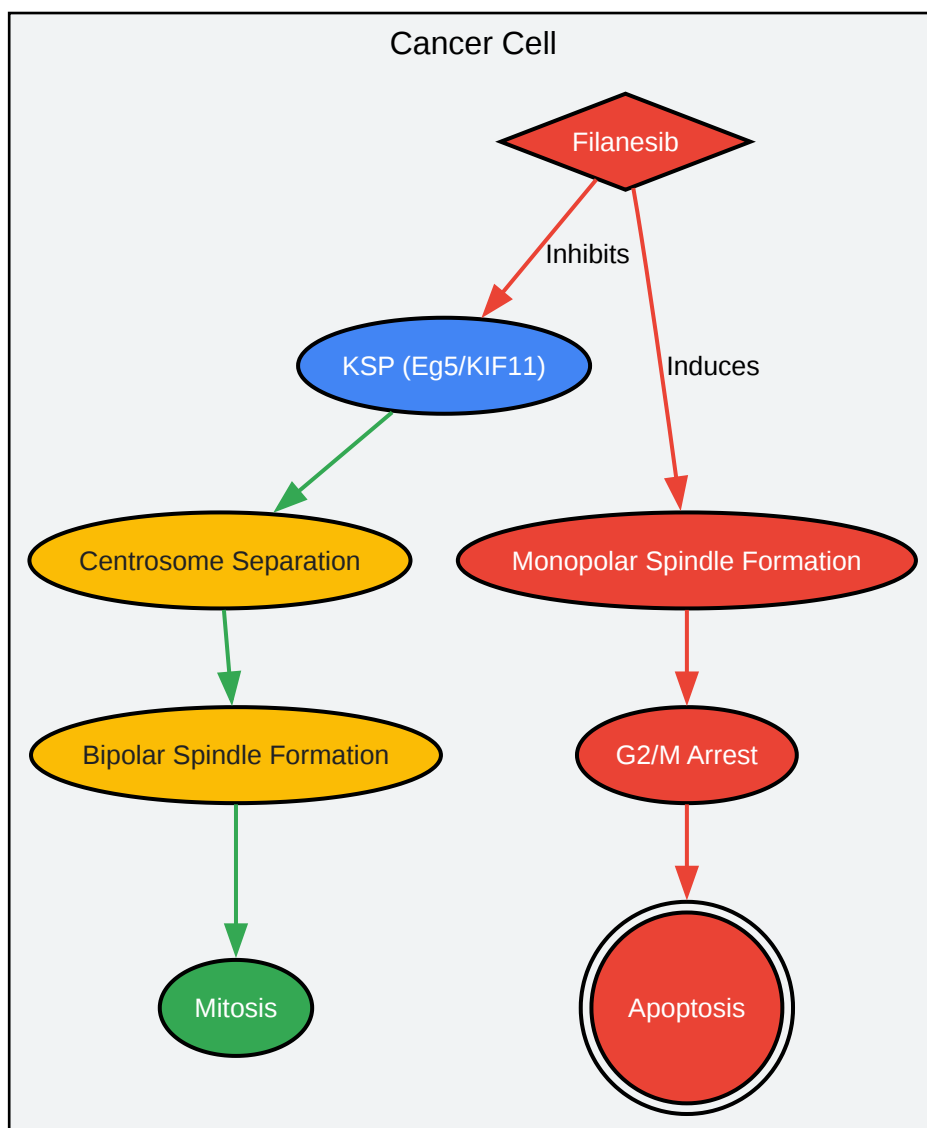 Cancer Cell
Filanesib
Inhibits
KSP (Eg5/KIF11)
Induces
Centrosome Separation
Monopolar Spindle Formation
Bipolar Spindle Formation
G2/M Arrest
Mitosis
Apoptosis